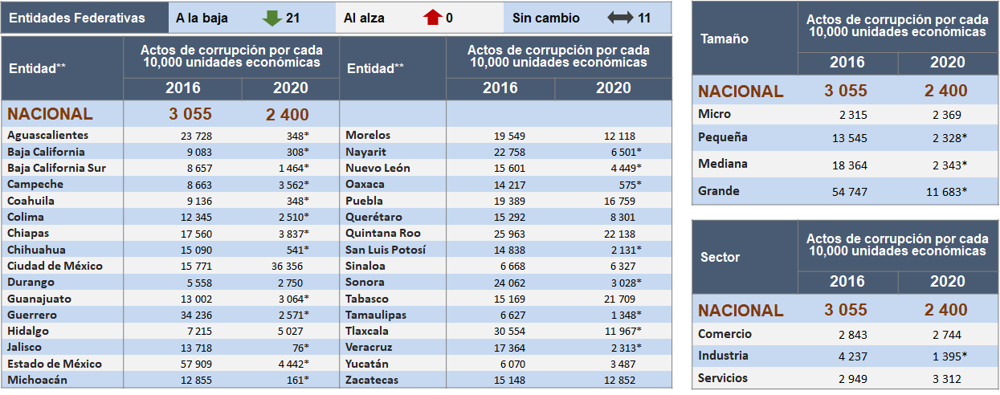 Entidades Federativas A la baja 21 Al alza 0 Sin cambio 11
Entidad** Actos de corrupción por cada 10,000 unidades económicas Entidad** Actos de corrupción por cada 10,000 unidades económicas
2016 2020 2016 2020
NACIONAL 3 055 2 400
Aguascalientes 23 728 348* Morelos 19 549 12 118
Baja California 9 083 308* Nayarit 22 758 6 501*
Baja California Sur 8 657 1 464* Nuevo León 15 601 4 449*
Campeche 8 663 3 562* Oaxaca 14 217 575*
Coahuila 9 136 348* Puebla 19 389 16 759
Colima 12 345 2 510* Querétaro 15 292 8 301
Chiapas 17 560 3 837* Quintana Roo 25 963 22 138
Chihuahua 15 090 541* San Luis Potosí 14 838 2 131*
Ciudad de México 15 771 36 356 Sinaloa 6 668 6 327
Durango 5 558 2 750 Sonora 24 062 3 028*
Guanajuato 13 002 3 064* Tabasco 15 169 21 709
Guerrero 34 236 2 571* Tamaulipas 6 627 1 348*
Hidalgo 7 215 5 027 Tlaxcala 30 554 11 967*
Jalisco 13 718 76* Veracruz 17 364 2 313*
Estado de México 57 909 4 442* Yucatán 6 070 3 487
Michoacán 12 855 161* Zacatecas 15 148 12 852
Tamaño Actos de corrupción por cada 10,000 unidades económicas
2016 2020
NACIONAL 3 055 2 400
Micro 2 315 2 369
Pequeña 13 545 2 328*
Mediana 18 364 2 343*
Grande 54 747 11 683*
Sector Actos de corrupción por cada 10,000 unidades económicas
2016 2020
NACIONAL 3 055 2 400
Comercio 2 843 2 744
Industria 4 237 1 395*
Servicios 2 949 3 312